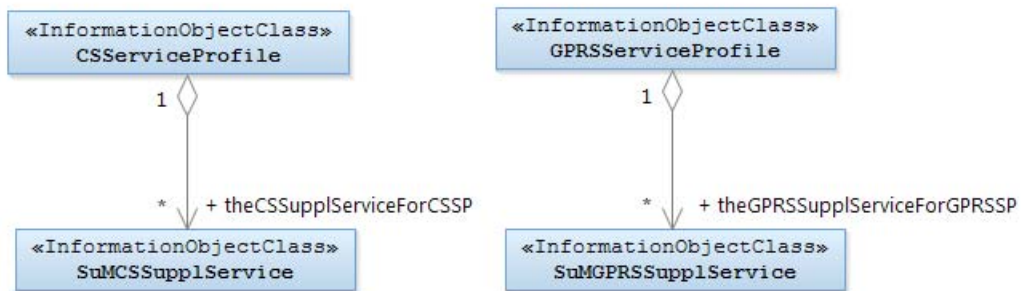 «InformationObjectClass»
CSServiceProfile
1
*
+ theCSSupplServiceForCSSP
«InformationObjectClass»
SuMCSSupplService
«InformationObjectClass»
GPRSServiceProfile
1
*
+ theGPRSSupplServiceForGPRSSP
«InformationObjectClass»
SuMGPRSSupplService